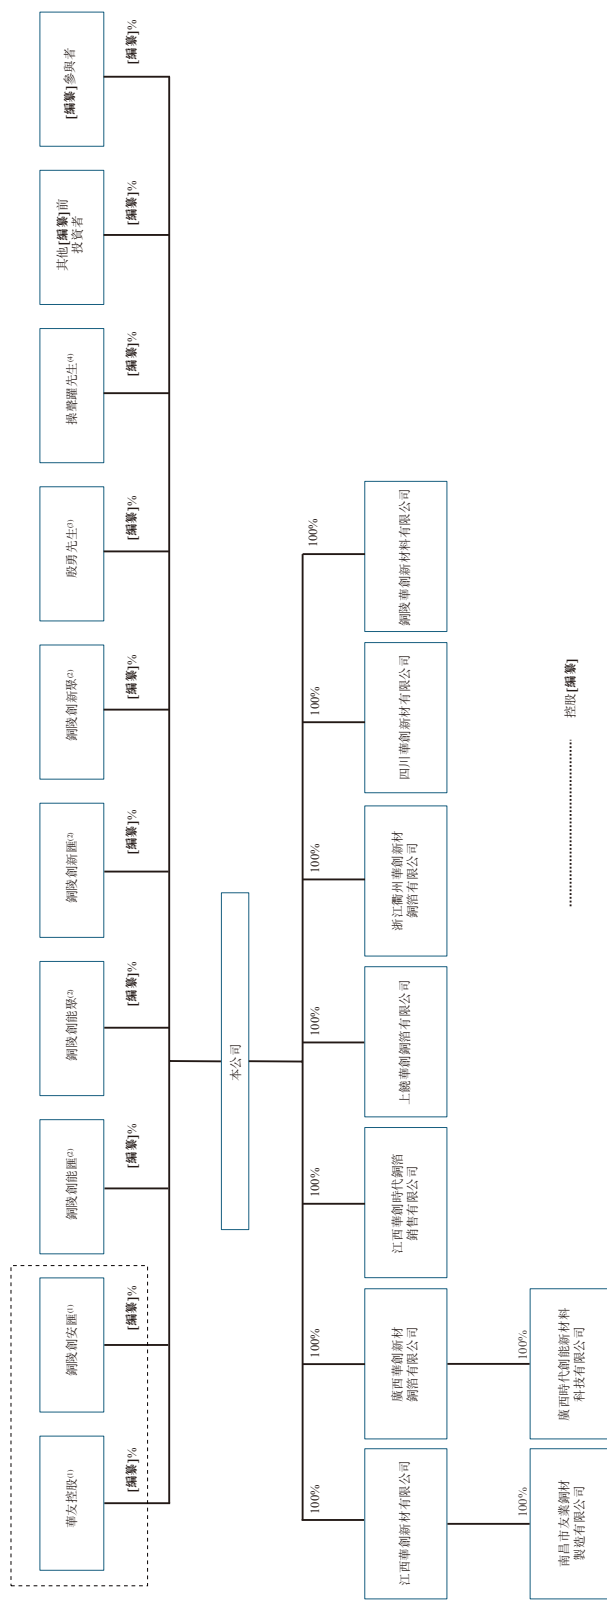 華友控股(1)
銅陵創安匯(1)
銅陵創能匯(2)
銅陵創能聚(2)
銅陵創新匯(2)
銅陵創新聚(2)
殷勇先生(3)
操聲躍先生(4)
其他[編纂]前
投資者
[編纂]參與者
[編纂]%
[編纂]%
[編纂]%
[編纂]%
[編纂]%
[編纂]%
[編纂]%
[編纂]%
[編纂]%
[編纂]%
本公司
100%
100%
100%
100%
100%
100%
100%
江西華創新材有限公司
廣西華創新材
銅箔有限公司
江西華創時代銅箔
銷售有限公司
上饒華創銅箔有限公司
浙江衢州華創新材
銅箔有限公司
四川華創新材有限公司
銅陵華創新材料有限公司
100%
100%
南昌市友業銅材
製造有限公司
廣西時代創能新材料
科技有限公司
控股[編纂]